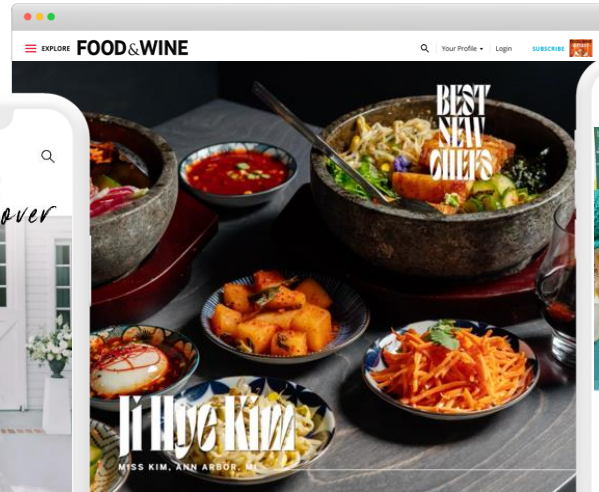 EXPLORE FOOD&WINE Your Profile Login SUBSCRIBE
BEST
NEW
CHEFS
over
Ji Hye Kim
MISS KIM, ANN ARBOR, MI